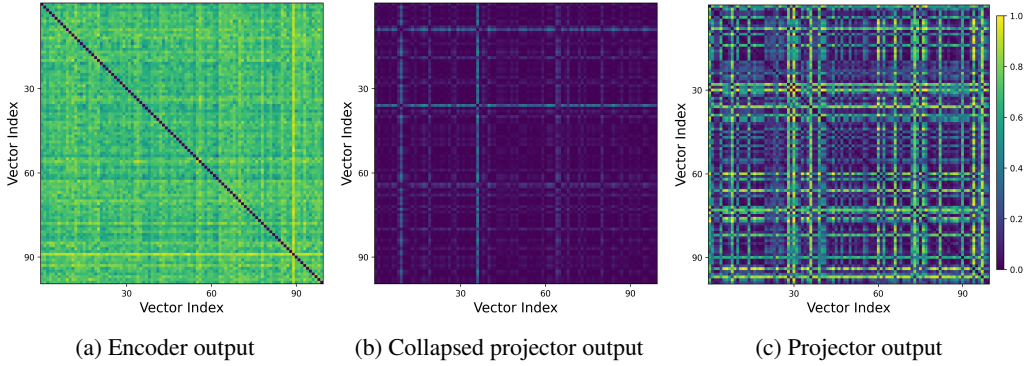 30
60
90
Vector Index
30
90
Vector Index
(a) Encoder output
30
60
90
Vector Index
30
60
90
Vector Index
(b) Collapsed projector output
30
60
90
Vector Index
30
60
90
Vector Index
(c) Projector output
1.0
0.8
0.6
0.4
0.2
0.0